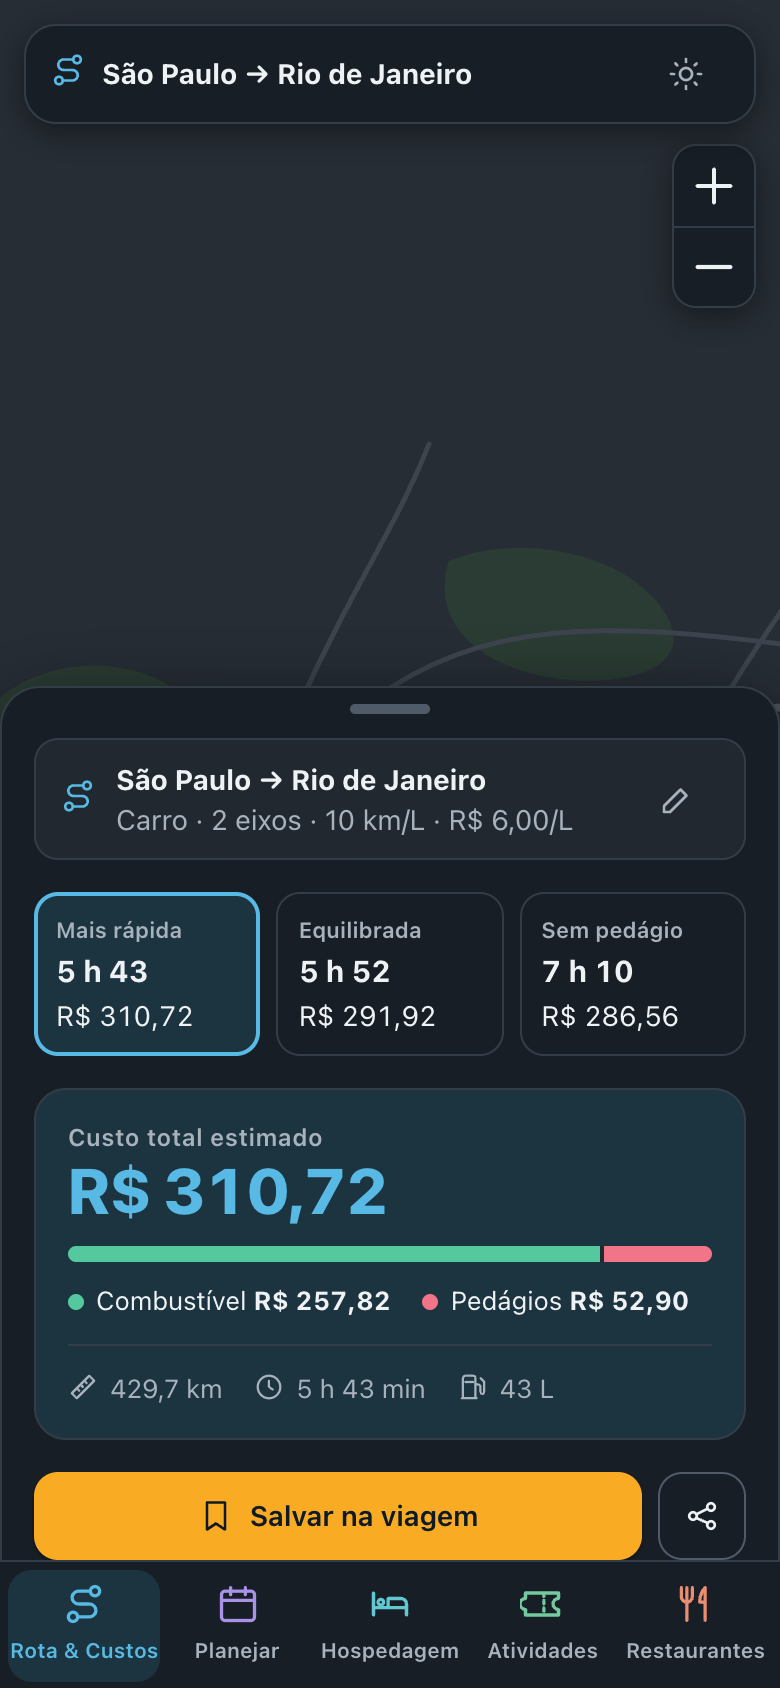 São Paulo → Rio de Janeiro
São Paulo → Rio de Janeiro
Carro · 2 eixos · 10 km/L · R$ 6,00/L
Mais rápida
5 h 43
R$ 310,72
Equilibrada
5 h 52
R$ 291,92
Sem pedágio
7 h 10
R$ 286,56
Custo total estimado
R$ 310,72
Combustível R$ 257,82
Pedágios R$ 52,90
429,7 km
5 h 43 min
43 L
Salvar na viagem
Rota & Custos
Planejar
Hospedagem
Atividades
Restaurantes